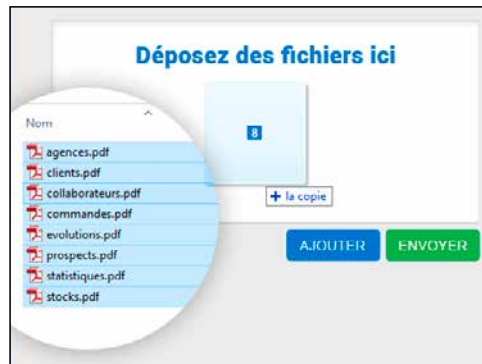 Déposez des fichiers ici
8
Nom
agences.pdf
clients.pdf
collaborateurs.pdf
commandes.pdf
evolutions.pdf
prospects.pdf
statistiques.pdf
stocks.pdf
+ la copie
AJOUTER
ENVOYER